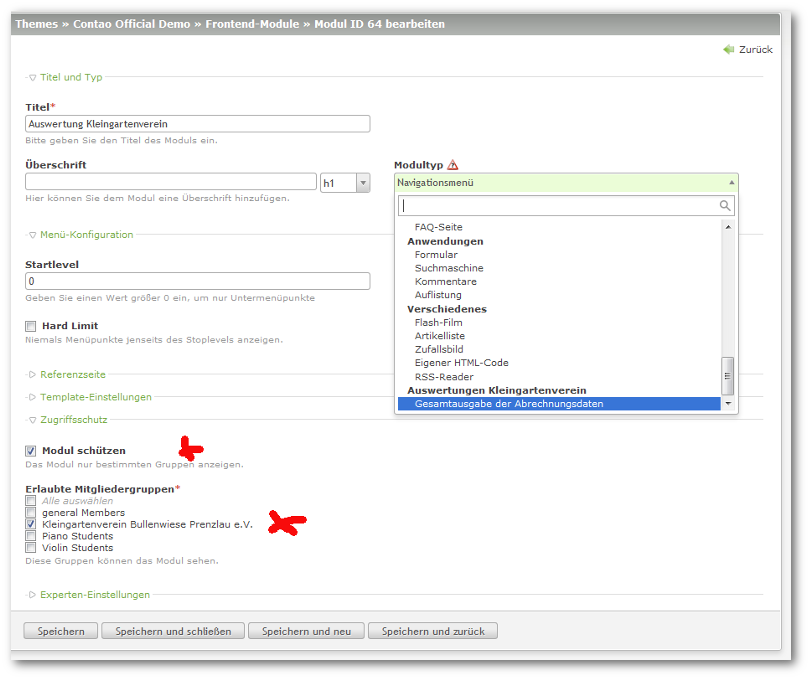 Themes » Contao Official Demo » Frontend-Module » Modul ID 64 bearbeiten
Zurück
Titel und Typ
Titel*
Auswertung Kleingartenverein
Bitte geben Sie den Titel des Moduls ein.
Überschrift
h1
Hier können Sie dem Modul eine Überschrift hinzufügen.
Modultyp
Navigationsmenü
FAQ-Seite
Anwendungen
Formular
Suchmaschine
Kommentare
Auflistung
Verschiedenes
Flash-Film
Artikelliste
Zufallsbild
Eigener HTML-Code
RSS-Reader
Auswertungen Kleingartenverein
Gesamtausgabe der Abrechnungsdaten
Menü-Konfiguration
Startlevel
0
Geben Sie einen Wert größer 0 ein, um nur Untermenüpunkte
Hard Limit
Niemals Menüpunkte jenseits des Stoplevels anzeigen.
Referenzseite
Template-Einstellungen
Zugriffsschutz
Modul schützen
Das Modul nur bestimmten Gruppen anzeigen.
Erlaubte Mitgliedergruppen*
Alle auswählen
general Members
Kleingartenverein Bullenwiese Prenzlau e.V.
Piano Students
Violin Students
Diese Gruppen können das Modul sehen.
Experten-Einstellungen
Speichern
Speichern und schließen
Speichern und neu
Speichern und zurück